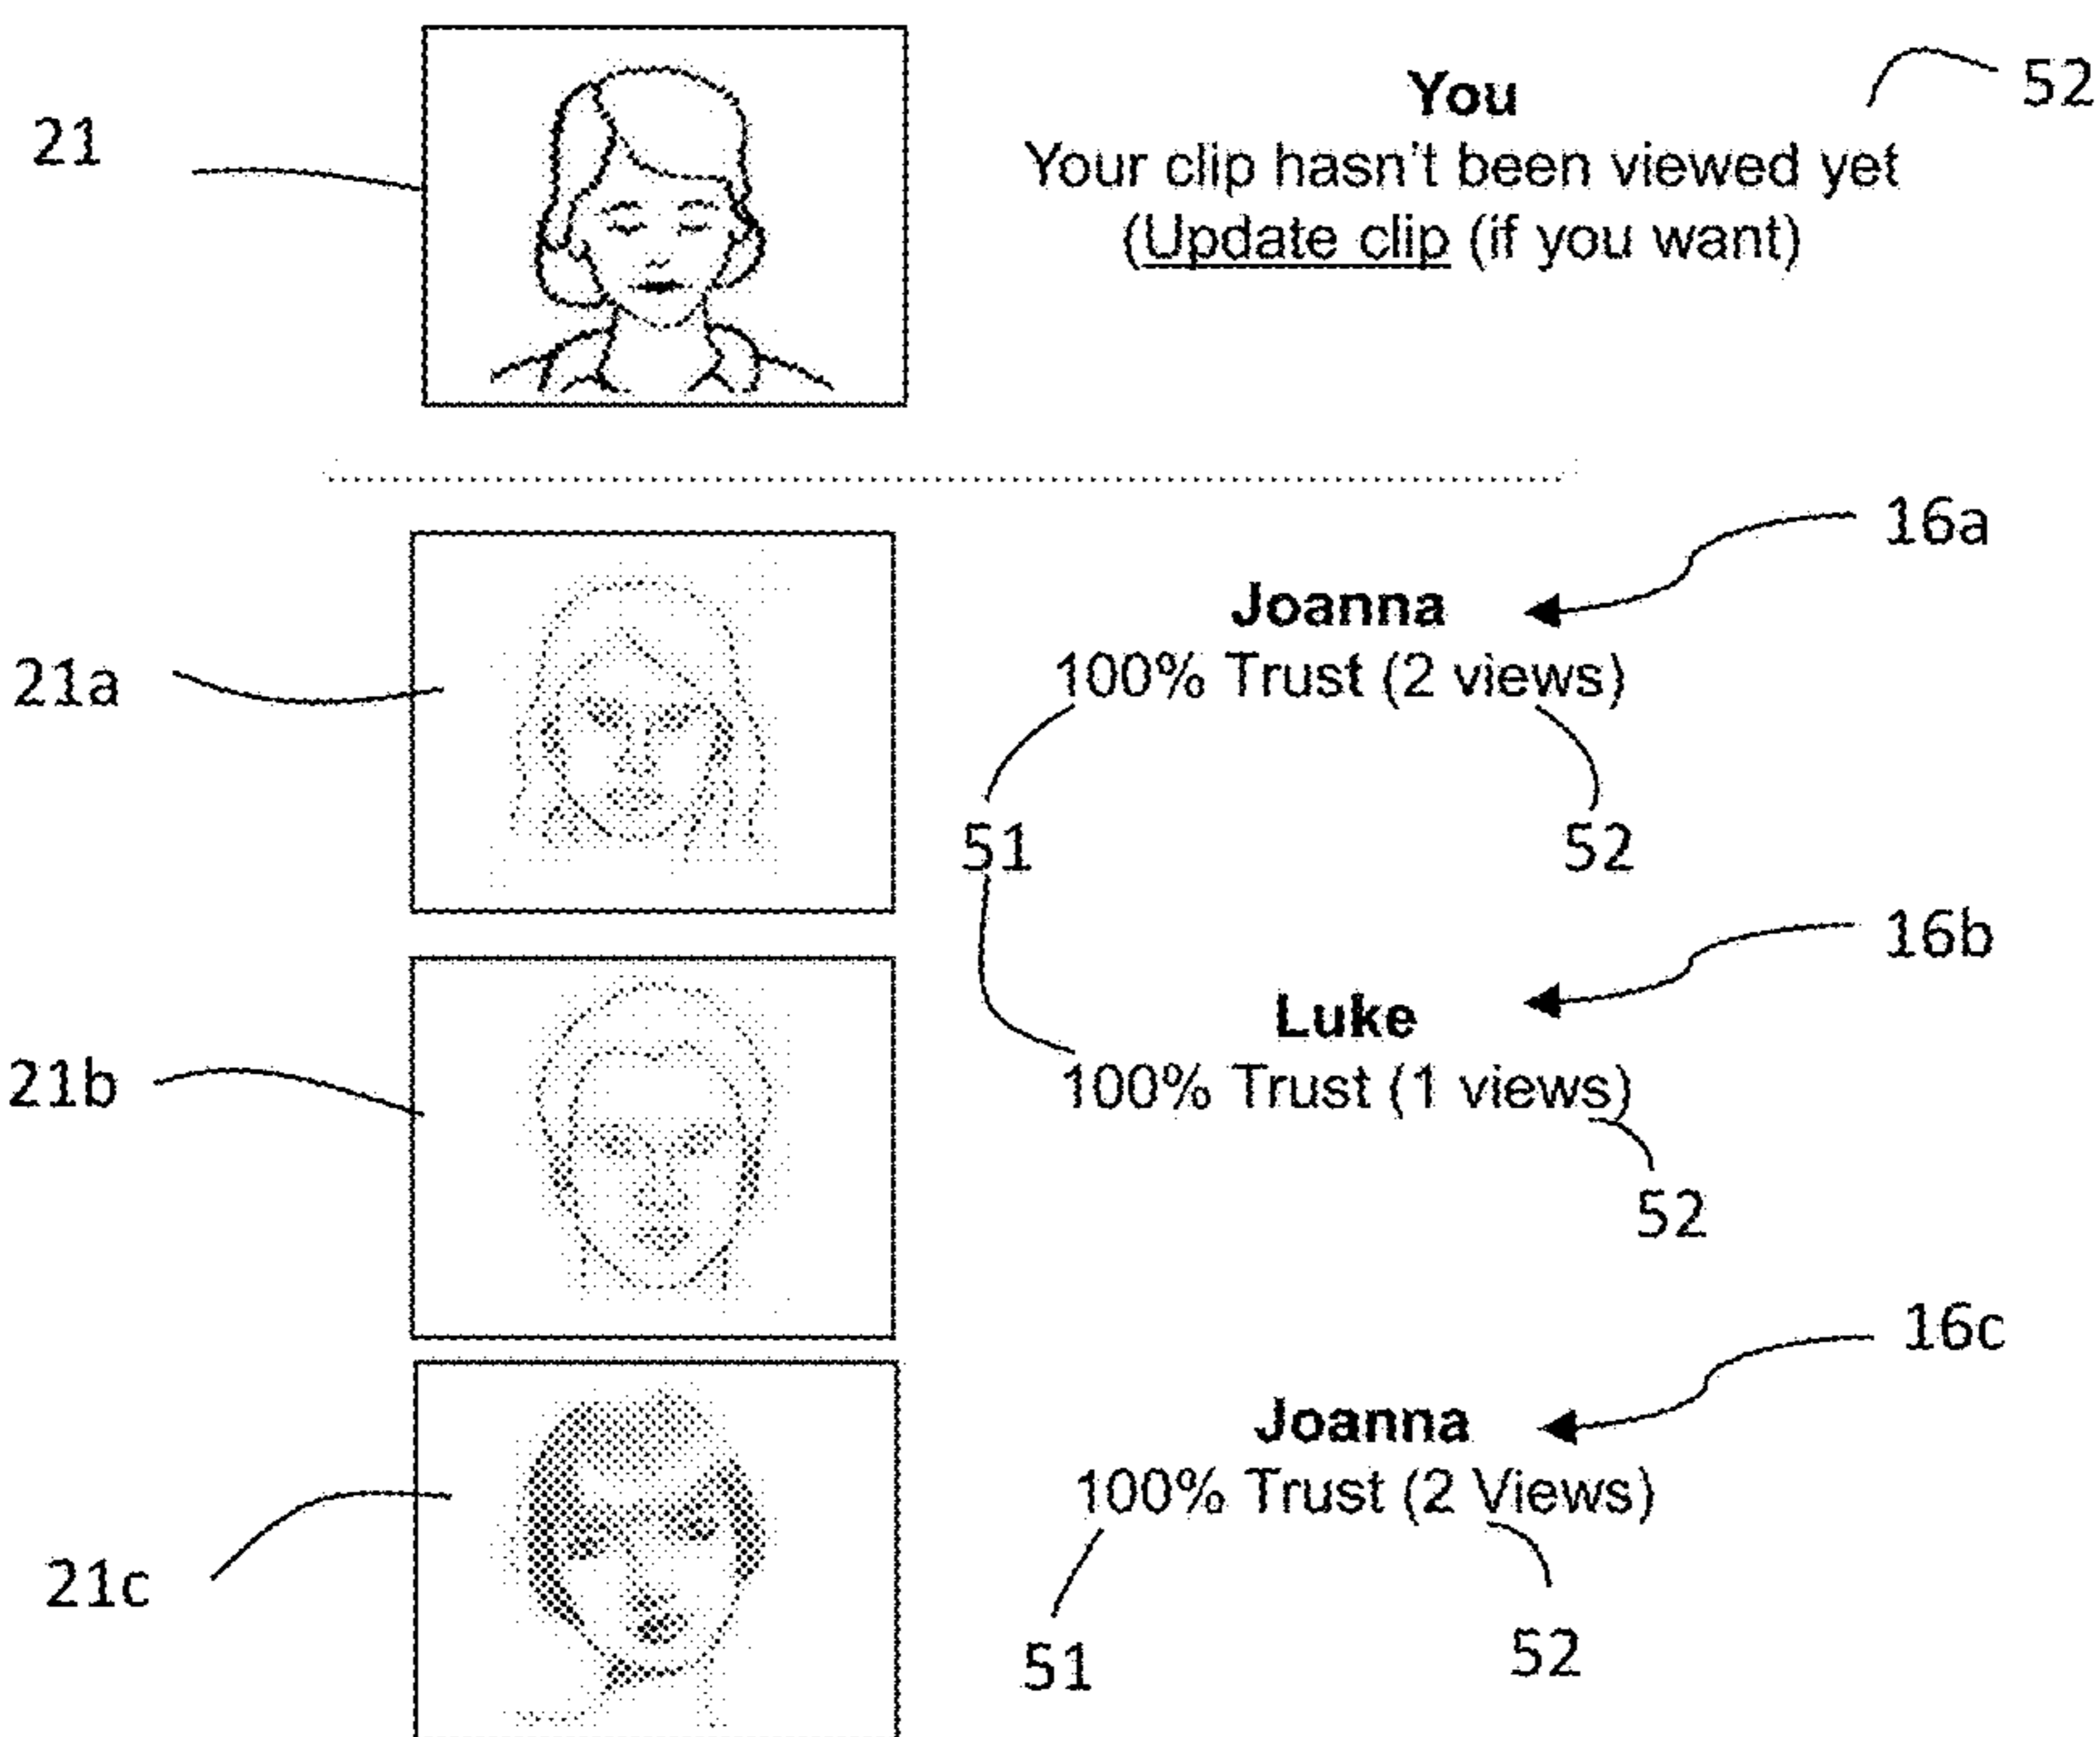 You
52
21
Your clip hasn't been viewed yet
(Update clip (if you want)
16a
Joanna
21a
100% Trust (2 views)
51
52
16b
Luke
21b
100% Trust (1 views)
52
16c
Joanna
100% Trust (2 Views)
21c
51
52